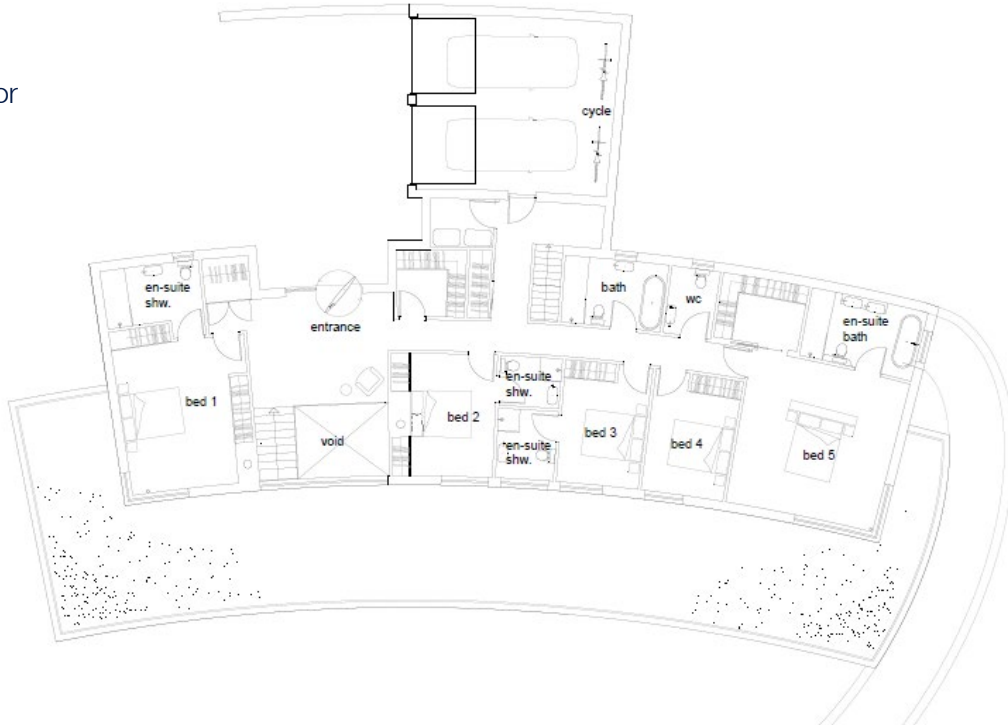 or
cycle
en-suite
shw.
bath
wc
en-suite
bath
entrance
bed 1
void
bed 2
en-suite
shw.
en-suite
shw.
bed 3
bed 4
bed 5